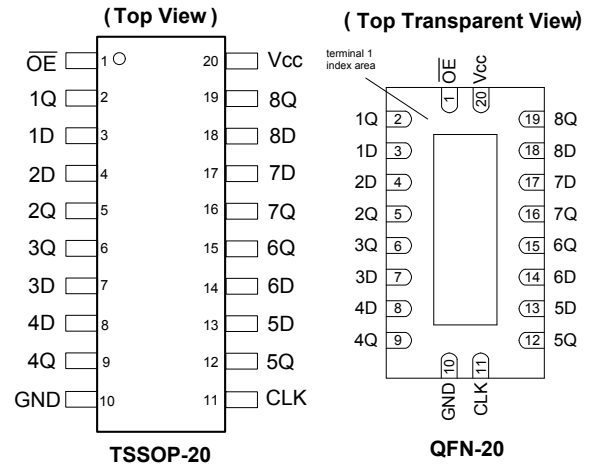 (Top View)
OE 1 20 Vcc
1Q 2 19 8Q
1D 3 18 8D
2D 4 17 7D
2Q 5 16 7Q
3Q 6 15 6Q
3D 7 14 6D
4D 8 13 5D
4Q 9 12 5Q
GND 10 11 CLK
TSSOP-20
( Top Transparent View)
terminal 1
index area
OE Vcc
1 20
1Q 2 19 8Q
1D 3 18 8D
2D 4 17 7D
2Q 5 16 7Q
3Q 6 15 6Q
3D 7 14 6D
4D 8 13 5D
4Q 9 12 5Q
10 11
GND CLK
QFN-20